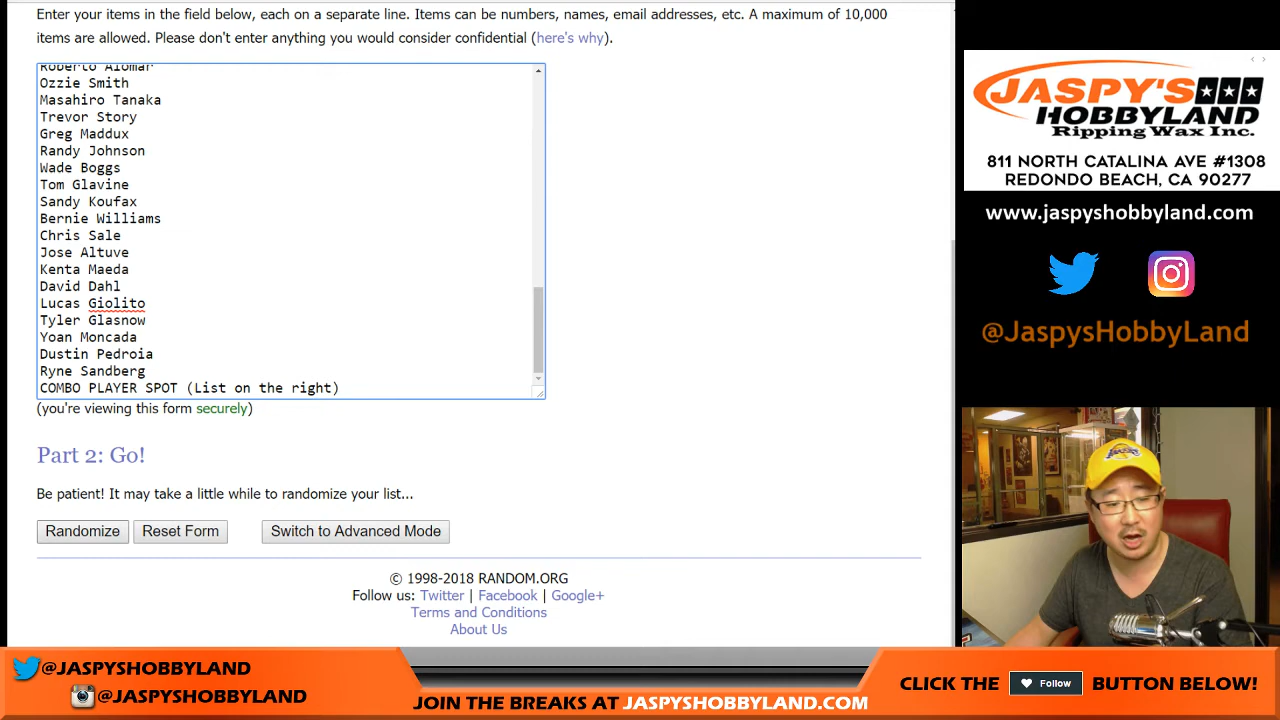 Enter your items in the field below, each on a separate line. Items can be numbers, names, email addresses, etc. A maximum of 10,000
items are allowed. Please don't enter anything you would consider confidential (here's why).
Roberto Alomar
Ozzie Smith
Masahiro Tanaka
Trevor Story
Greg Maddux
Randy Johnson
Wade Boggs
Tom Glavine
Sandy Koufax
Bernie Williams
Chris Sale
Jose Altuve
Kenta Maeda
David Dahl
Lucas Giolito
Tyler Glasnow
Yoan Moncada
Dustin Pedroia
Ryne Sandberg
COMBO PLAYER SPOT (List on the right)
(you're viewing this form securely)
Part 2: Go!
Be patient! It may take a little while to randomize your list...
Randomize Reset Form Switch to Advanced Mode
© 1998-2018 RANDOM.ORG
Follow us: Twitter | Facebook | Google+
Terms and Conditions
About Us
JASPY'S
HOBBYLAND
Ripping Wax Inc.
811 NORTH CATALINA AVE #1308
REDONDO BEACH, CA 90277
www.jaspyshobbyland.com
@JaspysHobbyLand
@JASPYSHOBBYLAND
@JASPYSHOBBYLAND
JOIN THE BREAKS AT JASPYSHOBBYLAND.COM
CLICK THE Follow BUTTON BELOW!